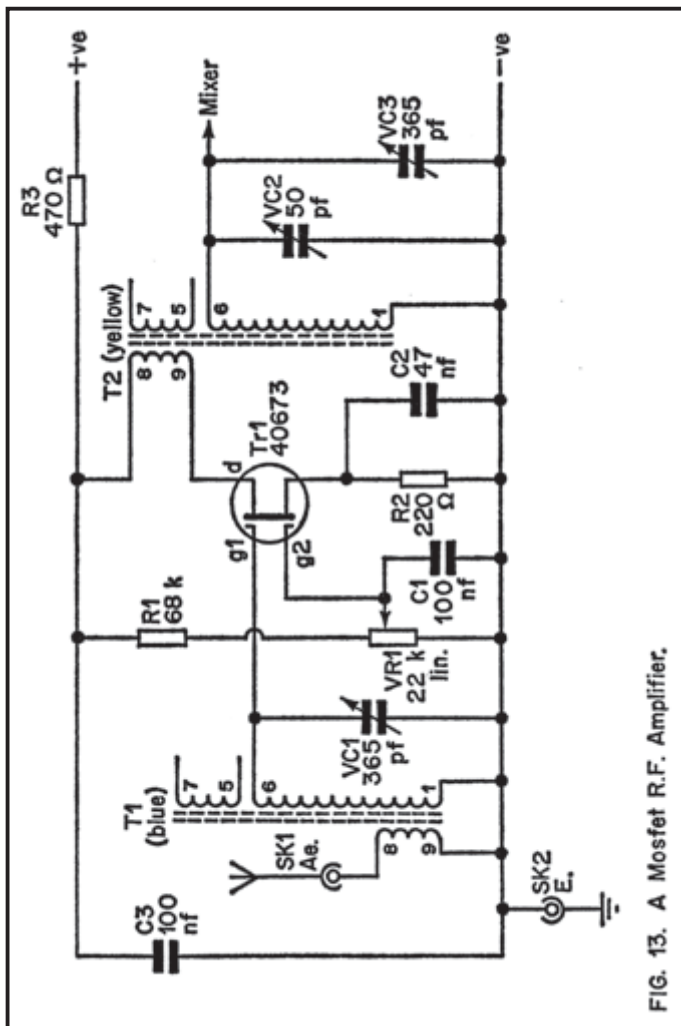 +ve
R3
470 Ω
Mixer
VC3
365
pf
VC2
50
pf
T2 (yellow)
7
5
6
1
8
9
C2
47
nf
Tr1
40673
d
g1
g2
R2
220
Ω
C1
100
nf
R1
68 k
VR1
22 k
lin.
VC1
365
pf
T1
(blue)
7
5
6
1
8
9
SK1
Ae.
C3
100
nf
SK2
E.
-ve
FIG. 13. A Mosfet R.F. Amplifier.